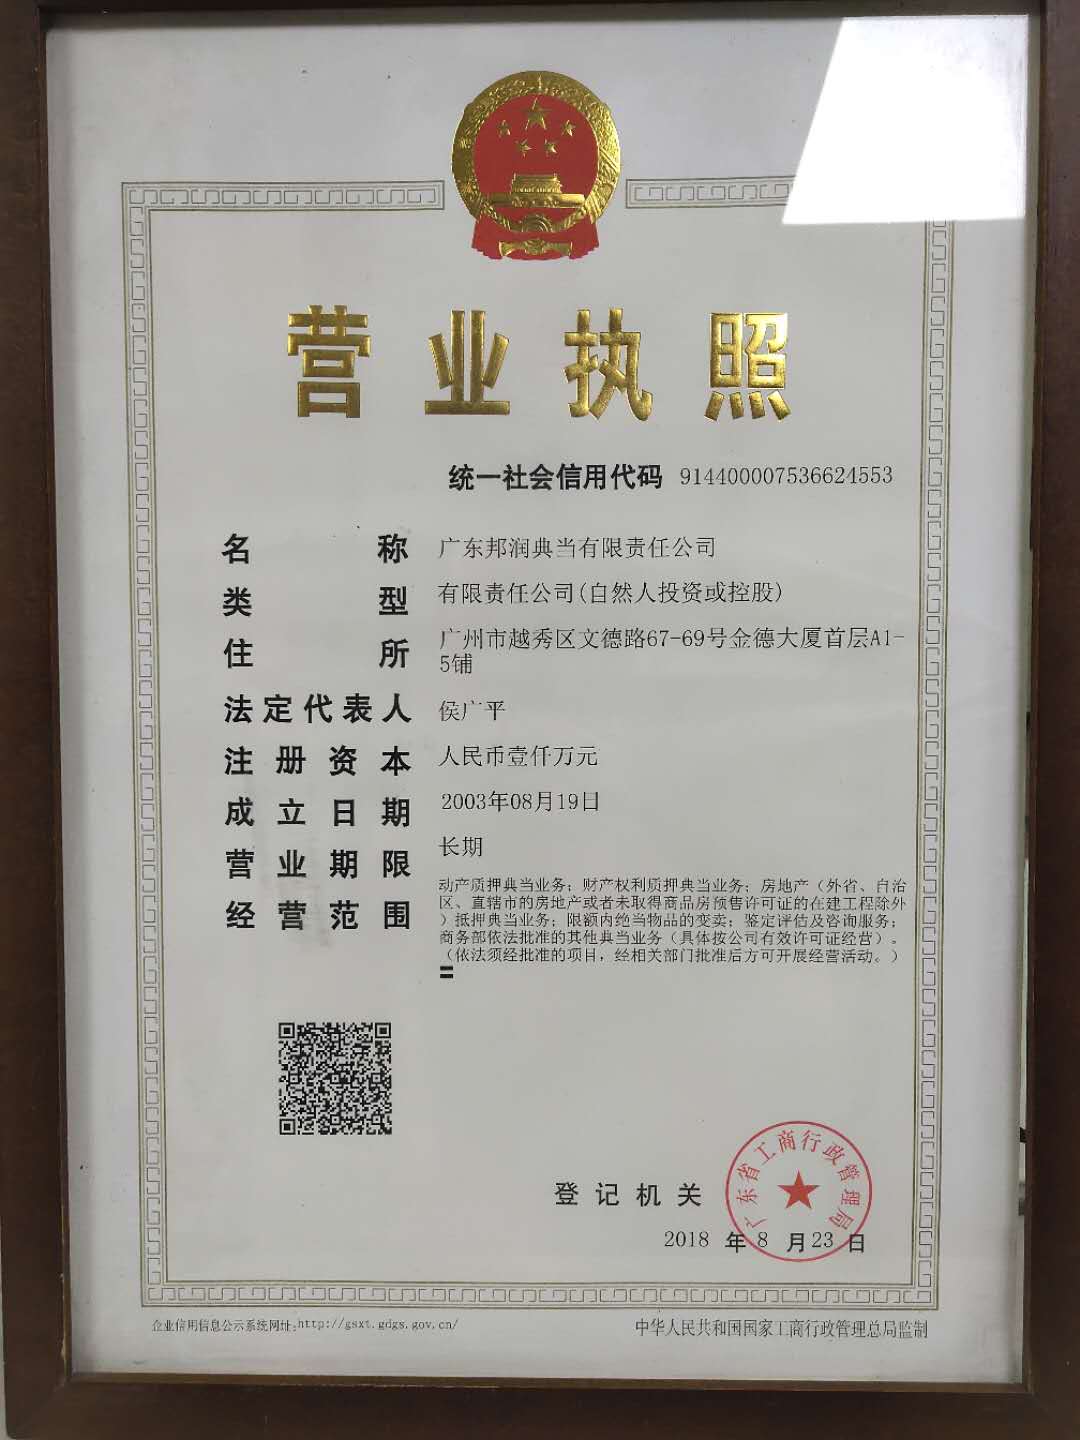 营业执照
统一社会信用代码 914400007536624553
名称 广东邦润典当有限责任公司
类型 有限责任公司(自然人投资或控股)
住所 广州市越秀区文德路67-69号金德大厦首层A1-
5铺
法定代表人 侯广平
注册资本 人民币壹仟万元
成立日期 2003年08月19日
营业期限 长期
经营范围 动产质押典当业务；财产权利质押典当业务；房地产（外省、自治
区、直辖市的房地产或者未取得商品房预售许可证的在建工程除外
）抵押典当业务；限额内绝当物品的变卖；鉴定评估及咨询服务；
商务部依法批准的其他典当业务（具体按公司有效许可证经营）。
（依法须经批准的项目，经相关部门批准后方可开展经营活动。）
〓
广东省工商行政管理局
登记机关
2018 年 8 月 23 日
企业信用信息公示系统网址:http://gsxt.gdgs.gov.cn/
中华人民共和国国家工商行政管理总局监制